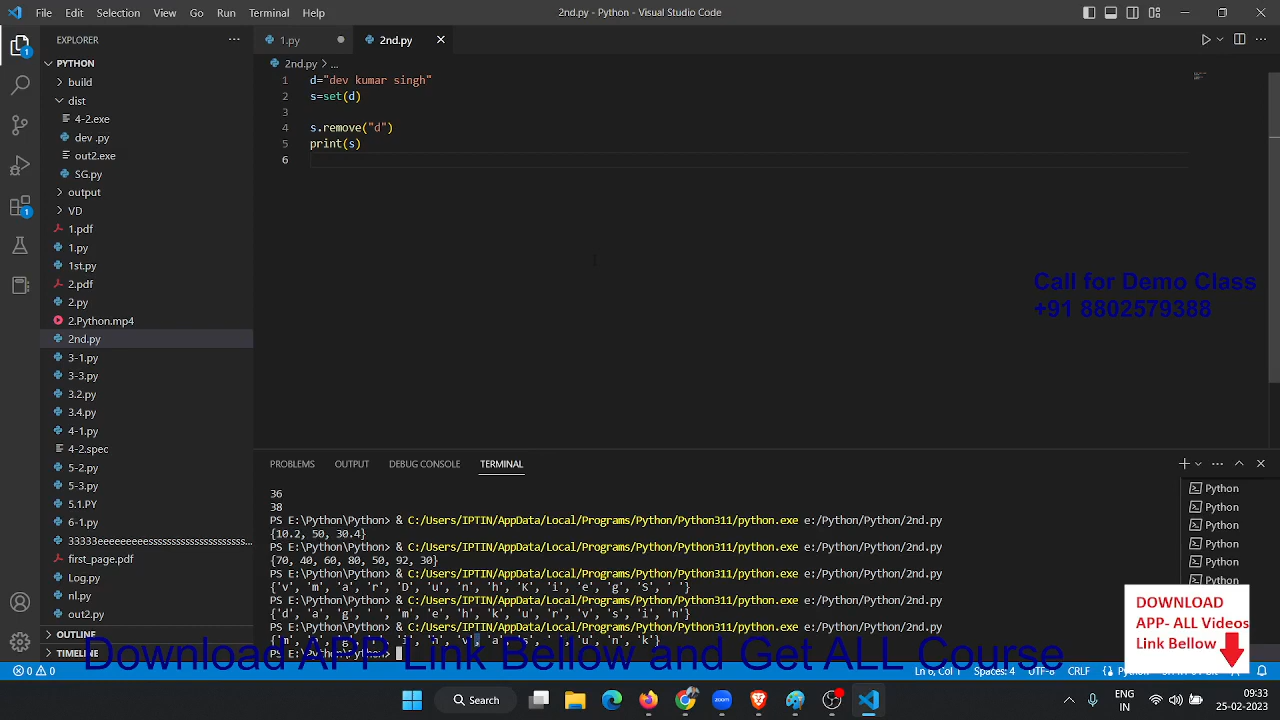 File Edit Selection View Go Run Terminal Help
2nd.py - Python - Visual Studio Code
EXPLORER
PYTHON
build
dist
4-2.exe
dev .py
out2.exe
SG.py
output
VD
1.pdf
1.py
1st.py
2.pdf
2.py
2.Python.mp4
2nd.py
3-1.py
3-3.py
3.2.py
3.4.py
4-1.py
4-2.spec
5-2.py
5-3.py
5.1.PY
6-1.py
33333eeeeeeeeesssssssssssssssssssss...
first_page.pdf
Log.py
nl.py
out2.py
OUTLINE
TIMELINE
1.py
2nd.py
2nd.py > ...
1 d="dev kumar singh"
2 s=set(d)
3
4 s.remove("d")
5 print(s)
6
Call for Demo Class
+91 8802579388
PROBLEMS OUTPUT DEBUG CONSOLE TERMINAL
36
38
PS E:\Python\Python> & C:/Users/IPTIN/AppData/Local/Programs/Python/Python311/python.exe e:/Python/Python/2nd.py
{10.2, 50, 30.4}
PS E:\Python\Python> & C:/Users/IPTIN/AppData/Local/Programs/Python/Python311/python.exe e:/Python/Python/2nd.py
{70, 40, 60, 80, 50, 92, 30}
PS E:\Python\Python> & C:/Users/IPTIN/AppData/Local/Programs/Python/Python311/python.exe e:/Python/Python/2nd.py
{'v', 'm', 'a', 'r', 'D', 'u', 'n', 'h', 'K', 'i', 'e', 'g', 'S', ' '}
PS E:\Python\Python> & C:/Users/IPTIN/AppData/Local/Programs/Python/Python311/python.exe e:/Python/Python/2nd.py
{'d', 'a', 'g', ' ', 'm', 'e', 'h', 'k', 'u', 'r', 'v', 's', 'i', 'n'}
PS E:\Python\Python> & C:/Users/IPTIN/AppData/Local/Programs/Python/Python311/python.exe e:/Python/Python/2nd.py
PS E:\Python\Python>
Python
Python
Python
Python
Python
Python
DOWNLOAD
APP- ALL Videos
Link Bellow
Download APP Link Bellow and Get ALL Course
0 0
Ln 6, Col 1 Spaces: 4 UTF-8 CRLF Python
Search
ENG
IN
09:33
25-02-2023